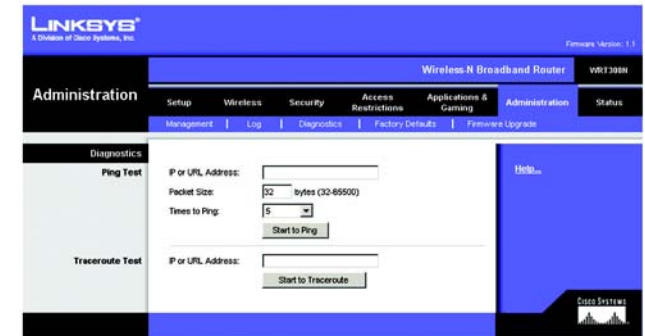 LINKSYS®
A Division of Cisco Systems, Inc.
Firmware Version: 1.1
Wireless-N Broadband Router WRT300N
Administration
Setup Wireless Security Access Restrictions Applications & Gaming Administration Status
Management | Log | Diagnostics | Factory Defaults | Firmware Upgrade
Diagnostics
Ping Test
IP or URL Address:
Packet Size: 32 bytes (32-65500)
Times to Ping: 5
Start to Ping
Help...
Traceroute Test
IP or URL Address:
Start to Traceroute
CISCO SYSTEMS